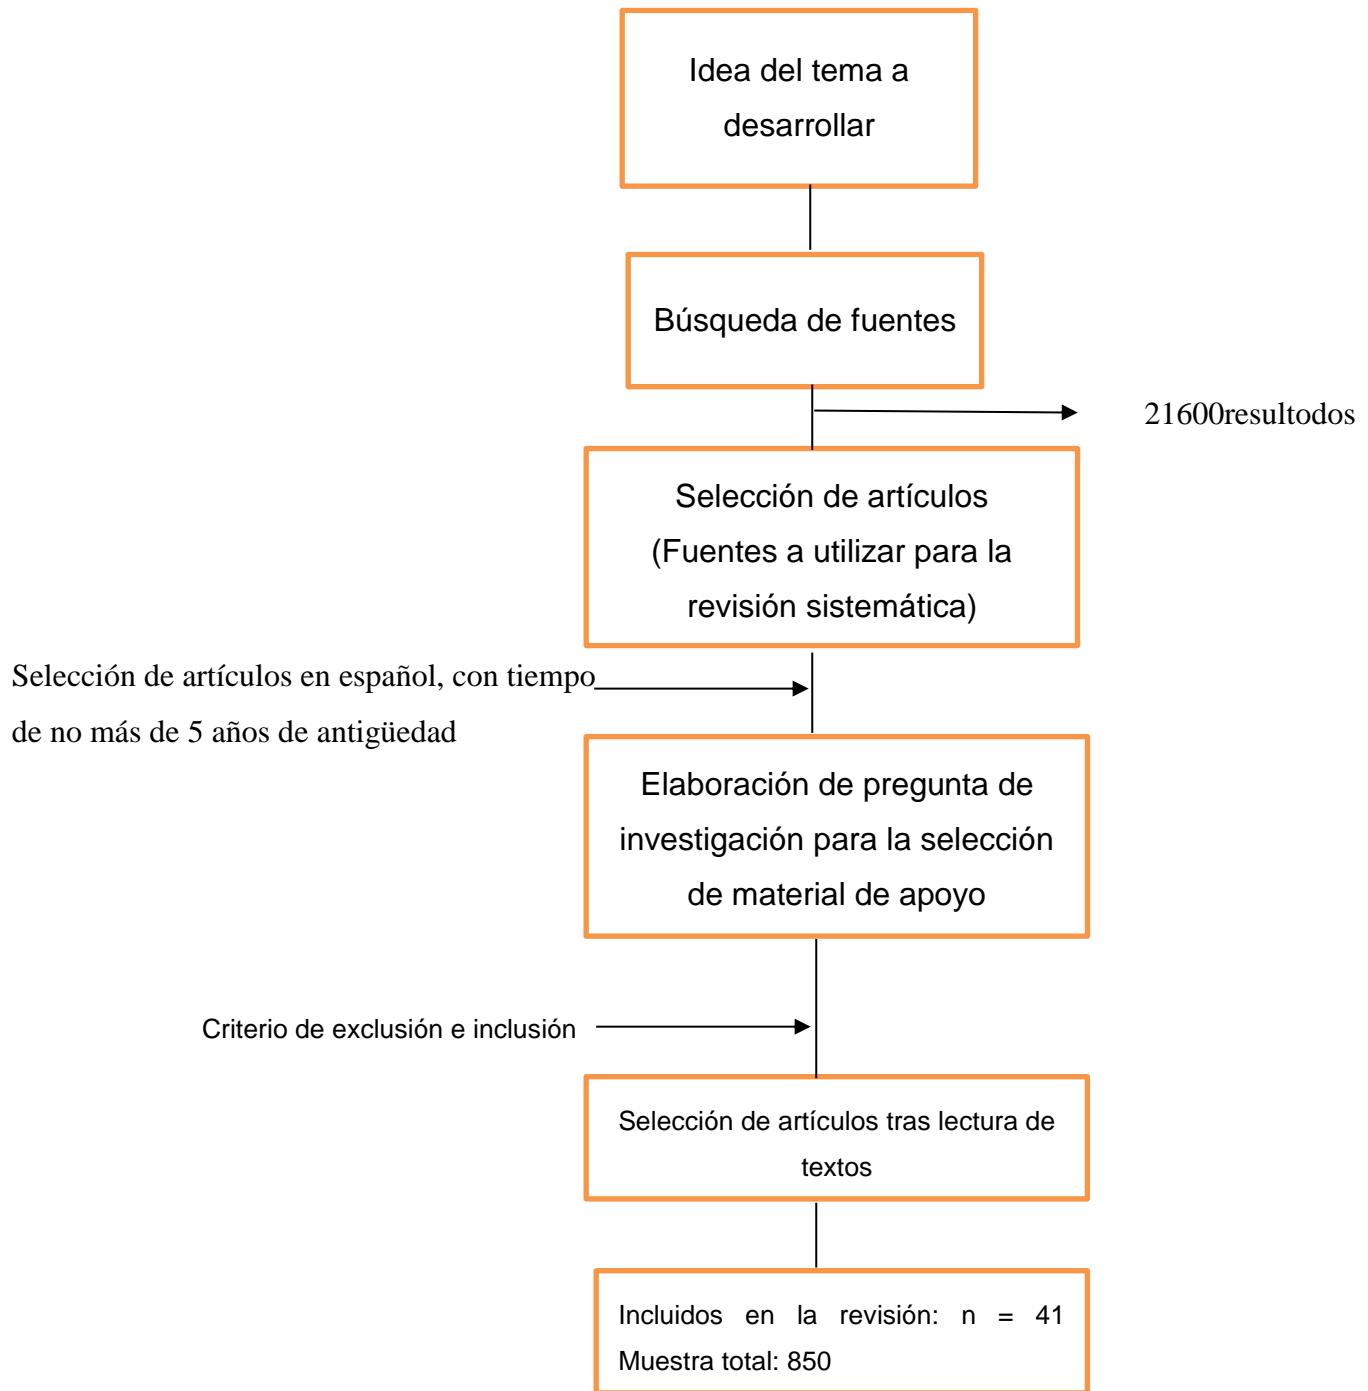 Idea del tema a
desarrollar
Búsqueda de fuentes
21600resultodos
Selección de artículos
(Fuentes a utilizar para la
revisión sistemática)
Selección de artículos en español, con tiempo
de no más de 5 años de antigüedad
Elaboración de pregunta de
investigación para la selección
de material de apoyo
Criterio de exclusión e inclusión
Selección de artículos tras lectura de
textos
Incluidos en la revisión: n = 41
Muestra total: 850